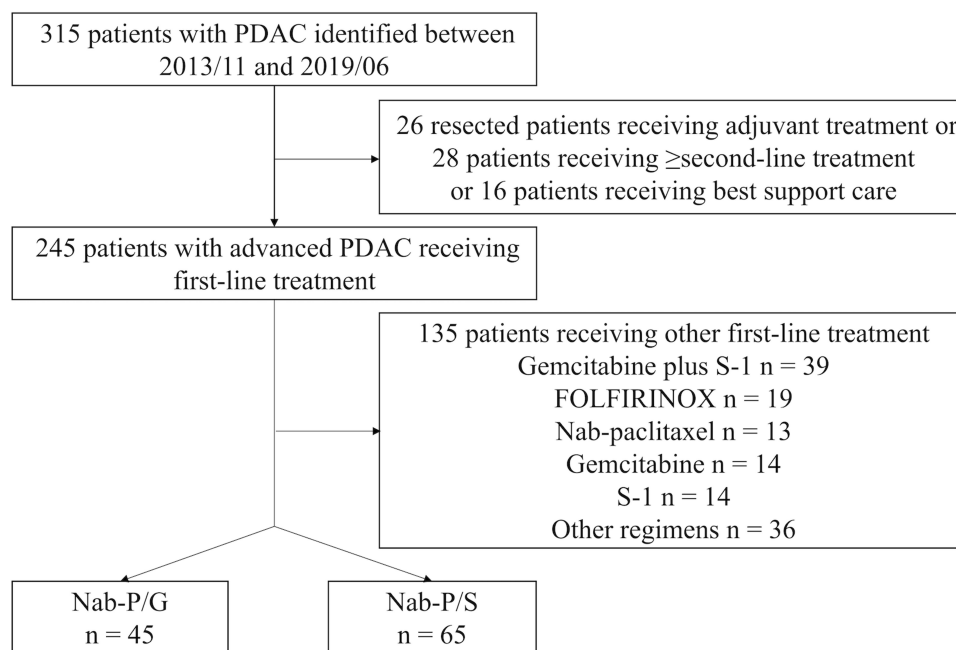 315 patients with PDAC identified between
2013/11 and 2019/06
26 resected patients receiving adjuvant treatment or
28 patients receiving ≥second-line treatment
or 16 patients receiving best support care
245 patients with advanced PDAC receiving
first-line treatment
135 patients receiving other first-line treatment
Gemcitabine plus S-1 n = 39
FOLFIRINOX n = 19
Nab-paclitaxel n = 13
Gemcitabine n = 14
S-1 n = 14
Other regimens n = 36
Nab-P/G
n = 45
Nab-P/S
n = 65